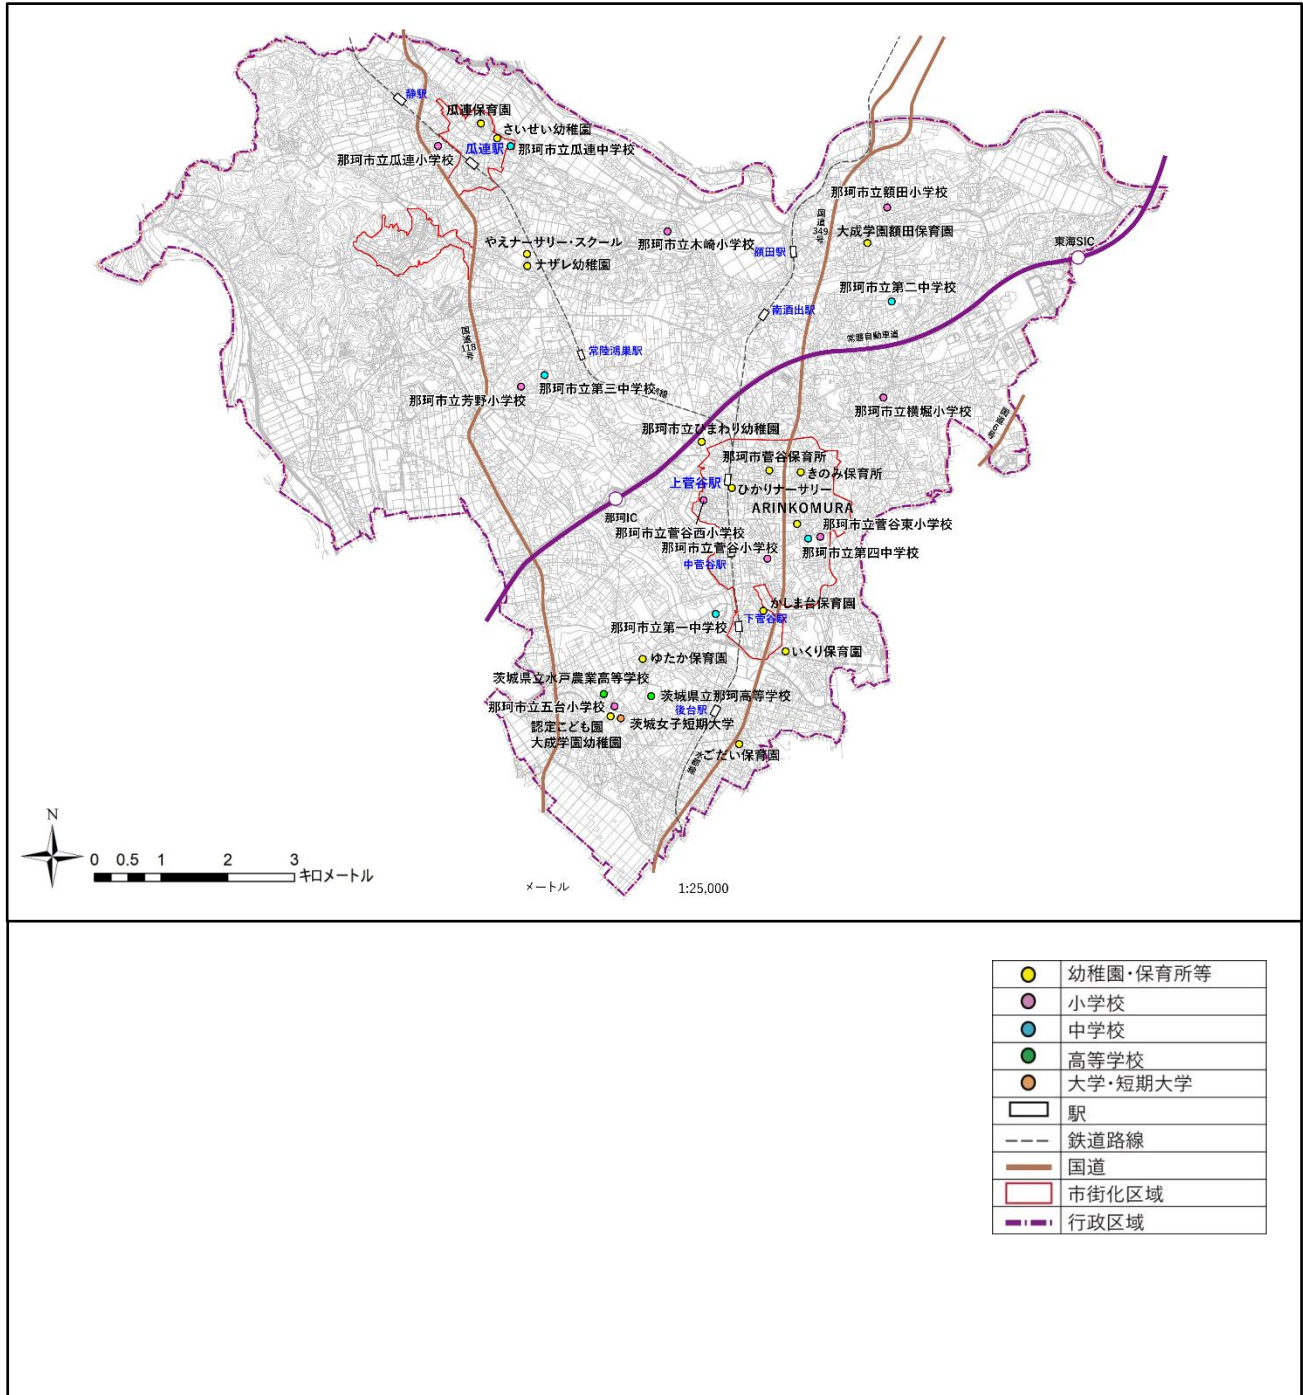 静駅
瓜連保育園
さいせい幼稚園
瓜連駅
那珂市立瓜連中学校
那珂市立瓜連小学校
那珂市立額田小学校
国道349号
大成学園額田保育園
那珂市立木崎小学校
額田駅
東海SIC
やえナーサリー・スクール
ナザレ幼稚園
那珂市立第二中学校
南酒出駅
国道118号
常磐自動車道
常陸鴻巣駅
那珂市立第三中学校
那珂市立芳野小学校
那珂市立横堀小学校
国道6号
那珂市立ひまわり幼稚園
那珂市菅谷保育所
きのみ保育所
上菅谷駅
ひかりナーサリー
ARINKOMURA
那珂IC
那珂市立菅谷西小学校
那珂市立菅谷東小学校
那珂市立菅谷小学校
那珂市立第四中学校
中菅谷駅
かしま台保育園
那珂市立第一中学校
下菅谷駅
いくり保育園
ゆたか保育園
茨城県立水戸農業高等学校
茨城県立那珂高等学校
那珂市立五台小学校
後台駅
認定こども園
大成学園幼稚園
茨城女子短期大学
ごだい保育園
水郡線
N
0 0.5 1 2 3
キロメートル
メートル
1:25,000
幼稚園・保育所等
小学校
中学校
高等学校
大学・短期大学
駅
鉄道路線
国道
市街化区域
行政区域